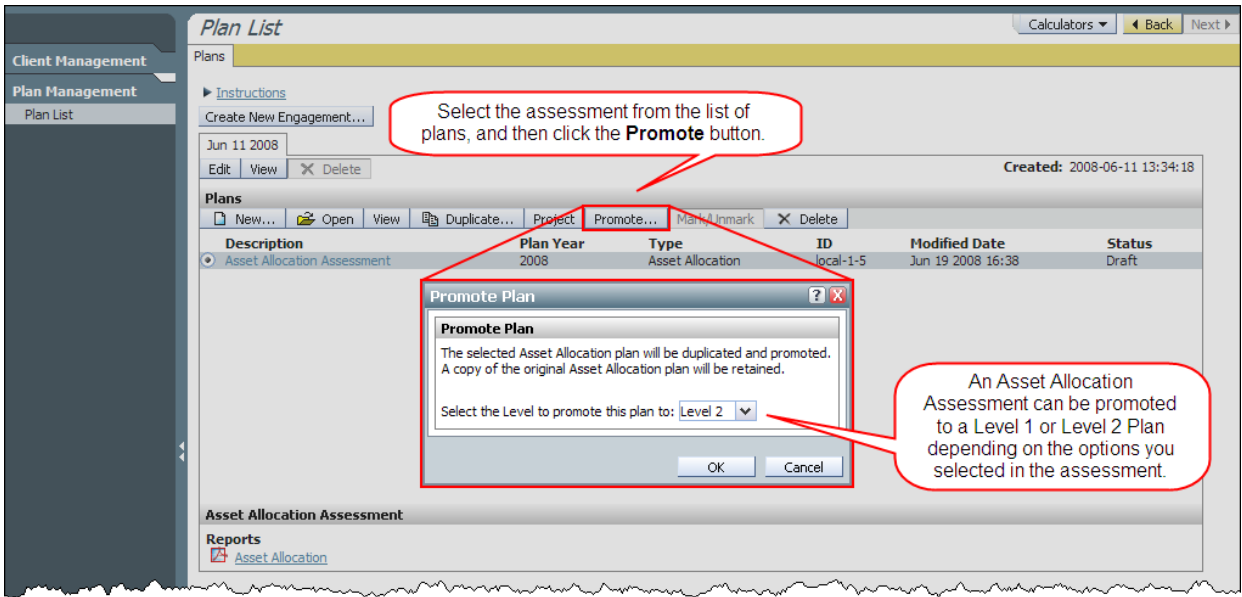 Plan List
Calculators
Back
Next
Client Management
Plans
Plan Management
Plan List
Instructions
Create New Engagement...
Select the assessment from the list of
plans, and then click the Promote button.
Jun 11 2008
Edit View Delete
Created: 2008-06-11 13:34:18
Plans
New... Open View Duplicate... Project Promote... Mark/Unmark Delete
Description Plan Year Type ID Modified Date Status
Asset Allocation Assessment 2008 Asset Allocation local-1-5 Jun 19 2008 16:38 Draft
Promote Plan ? X
Promote Plan
The selected Asset Allocation plan will be duplicated and promoted.
A copy of the original Asset Allocation plan will be retained.
Select the Level to promote this plan to: Level 2
OK Cancel
An Asset Allocation
Assessment can be promoted
to a Level 1 or Level 2 Plan
depending on the options you
selected in the assessment.
Asset Allocation Assessment
Reports
Asset Allocation